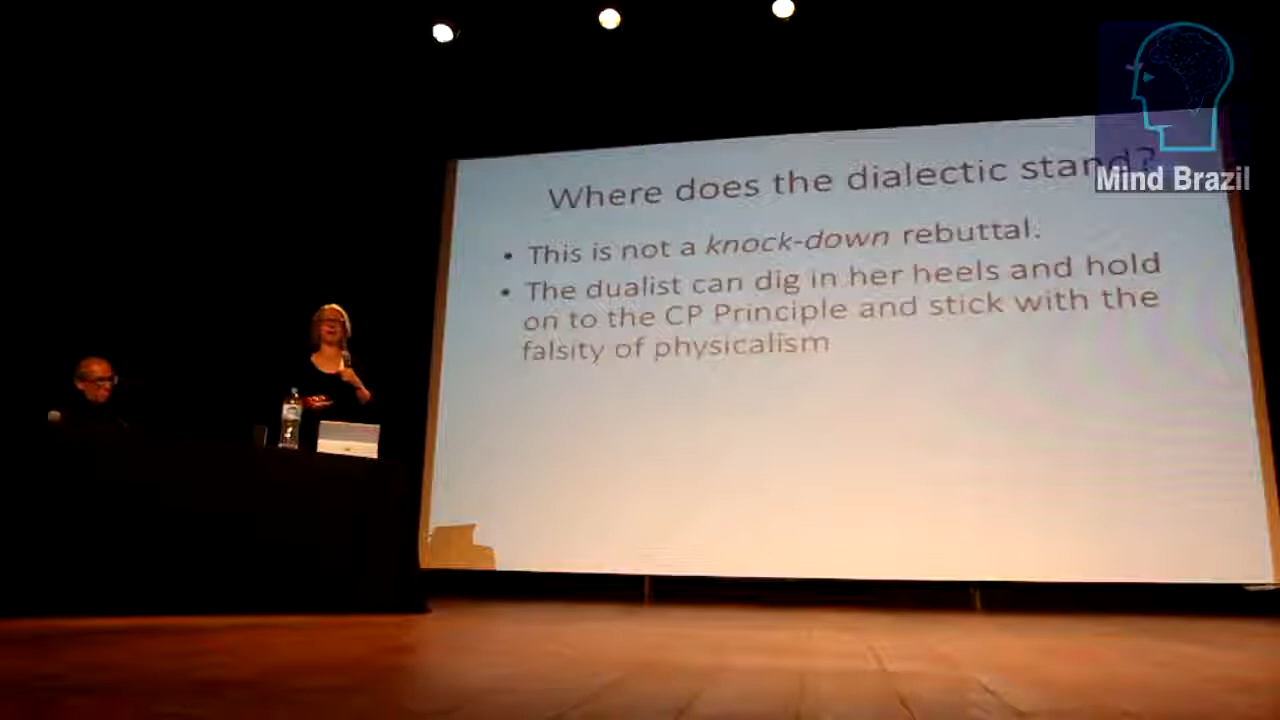 Where does the dialectic stand?
• This is not a knock-down rebuttal.
• The dualist can dig in her heels and hold
on to the CP Principle and stick with the
falsity of physicalism
Mind Brazil